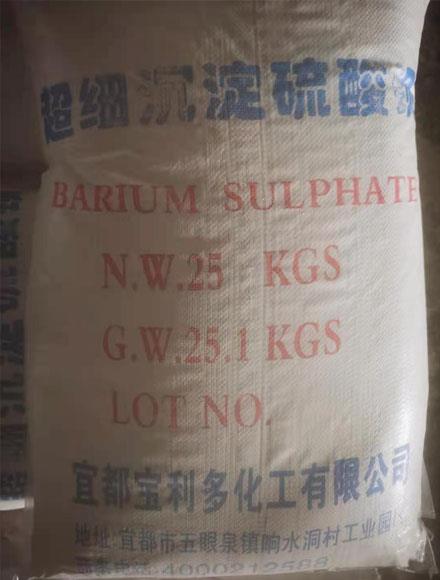 超细沉淀硫酸钡
BARIUM SULPHATE
N.W.25 KGS
G.W.25.1 KGS
LOT NO.
宜都宝利多化工有限公司
地址:宜都市五眼泉镇响水洞村工业园
4000212588